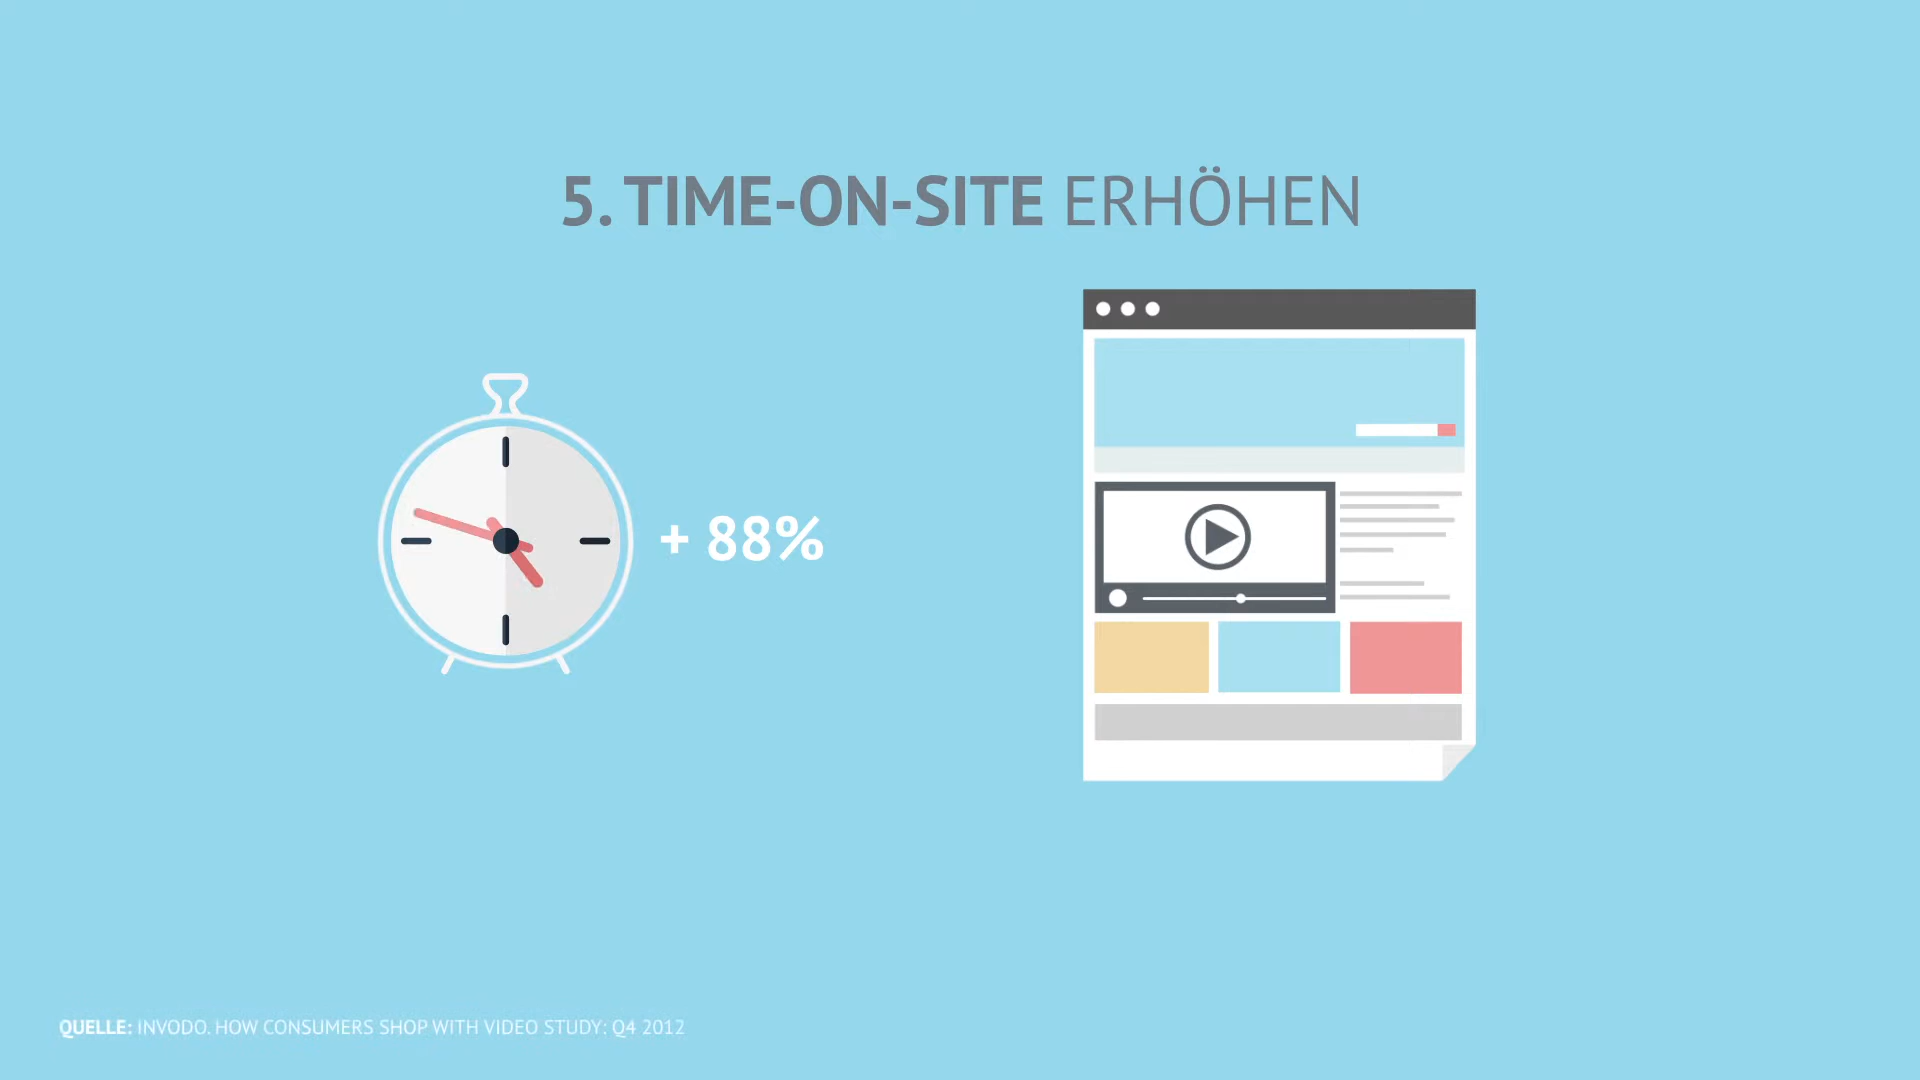 5. TIME-ON-SITE ERHÖHEN
+ 88%
QUELLE: INVODO. HOW CONSUMERS SHOP WITH VIDEO STUDY: Q4 2012